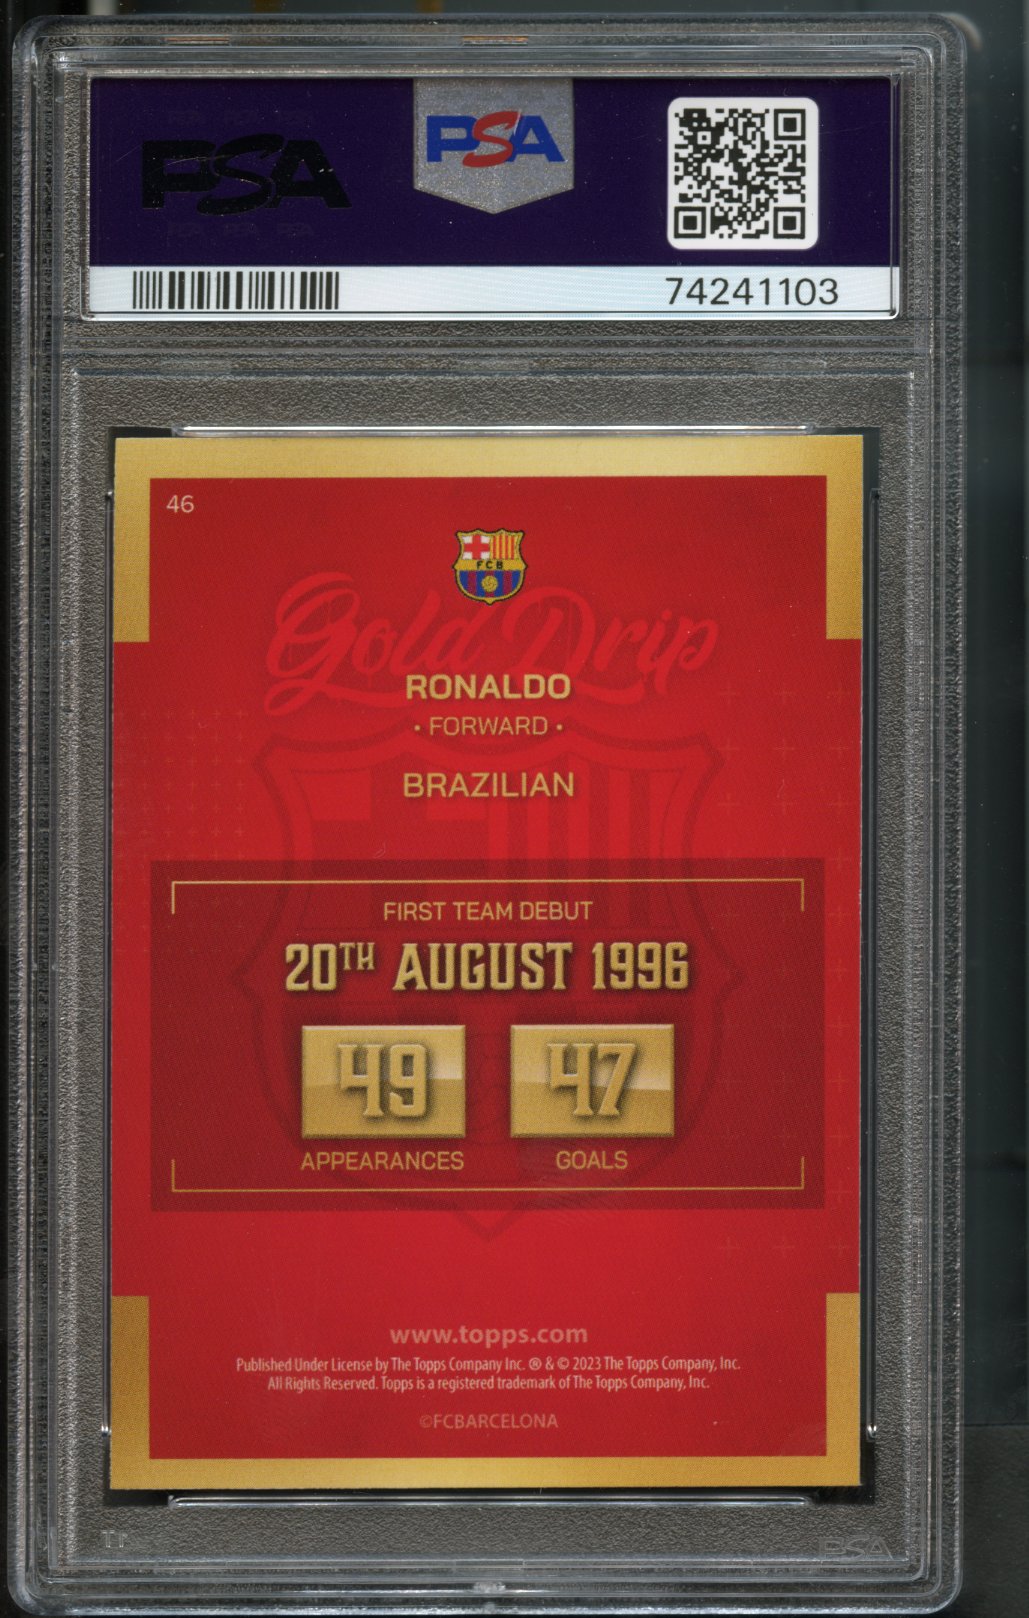 PSA
PSA
74241103
46
FCB
Gold Drip
RONALDO
• FORWARD •
BRAZILIAN
FIRST TEAM DEBUT
20TH AUGUST 1996
49
47
APPEARANCES
GOALS
www.topps.com
Published Under License by The Topps Company Inc. ® & © 2023 The Topps Company, Inc.
All Rights Reserved. Topps is a registered trademark of The Topps Company, Inc.
©FCBARCELONA
PSA